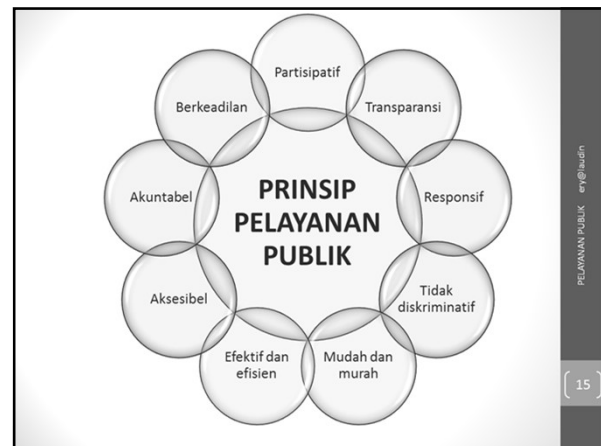 Partisipatif
Transparansi
Responsif
Tidak
diskriminatif
Mudah dan
murah
Efektif dan
efisien
Aksesibel
Akuntabel
Berkeadilan
PRINSIP
PELAYANAN
PUBLIK
PELAYANAN PUBLIK ery@laudin
15